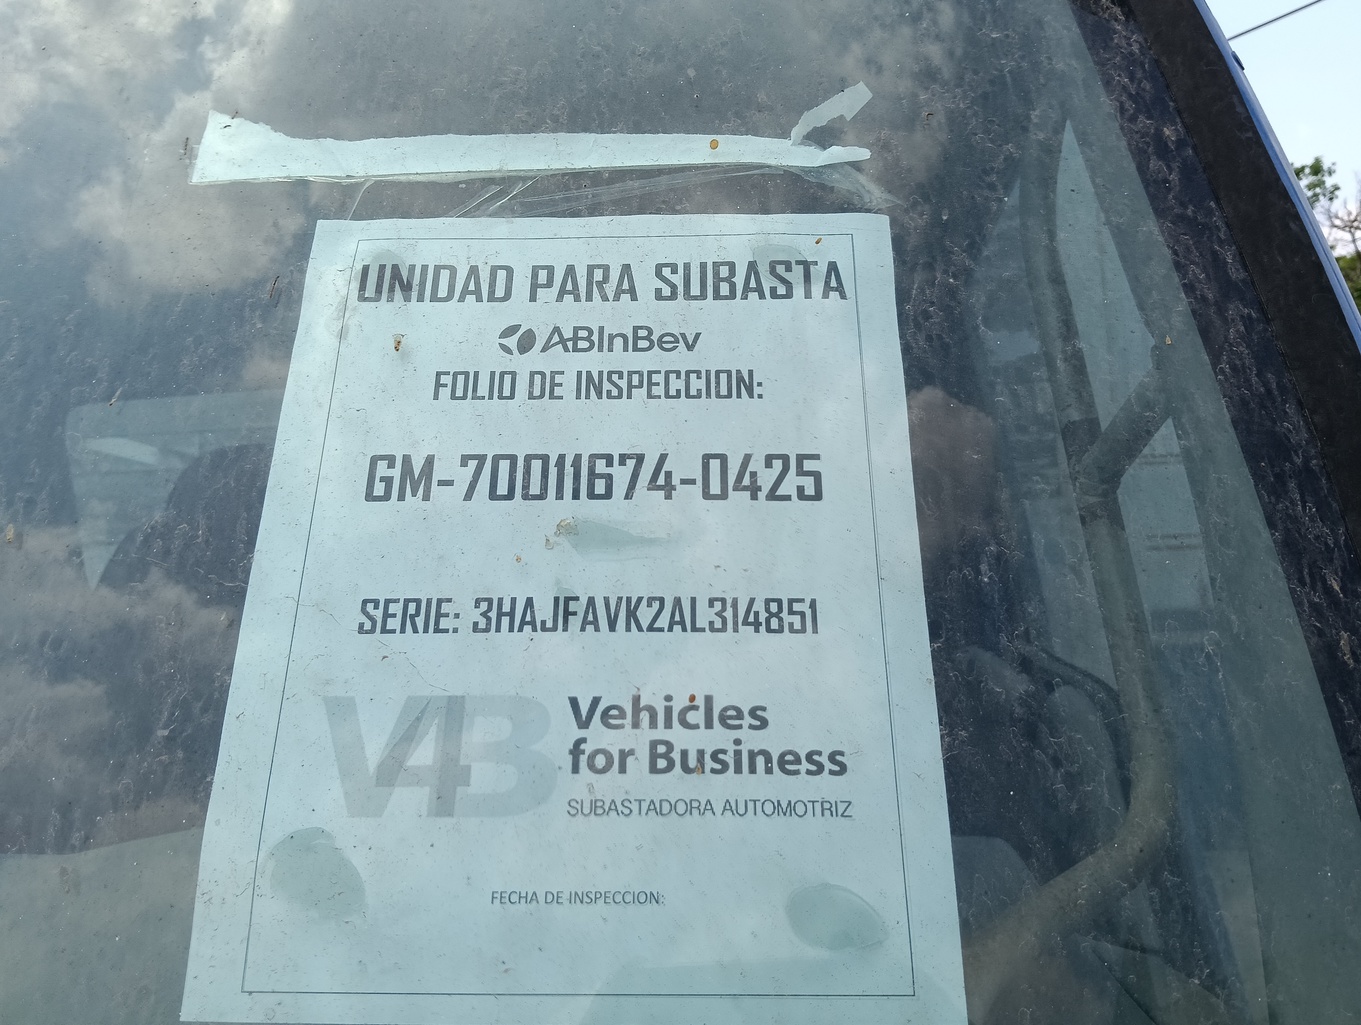 UNIDAD PARA SUBASTA
ABInBev
FOLIO DE INSPECCION:
GM-70011674-0425
SERIE: 3HAJFAVK2AL314851
V4B
Vehicles
for Business
SUBASTADORA AUTOMOTRIZ
FECHA DE INSPECCION: